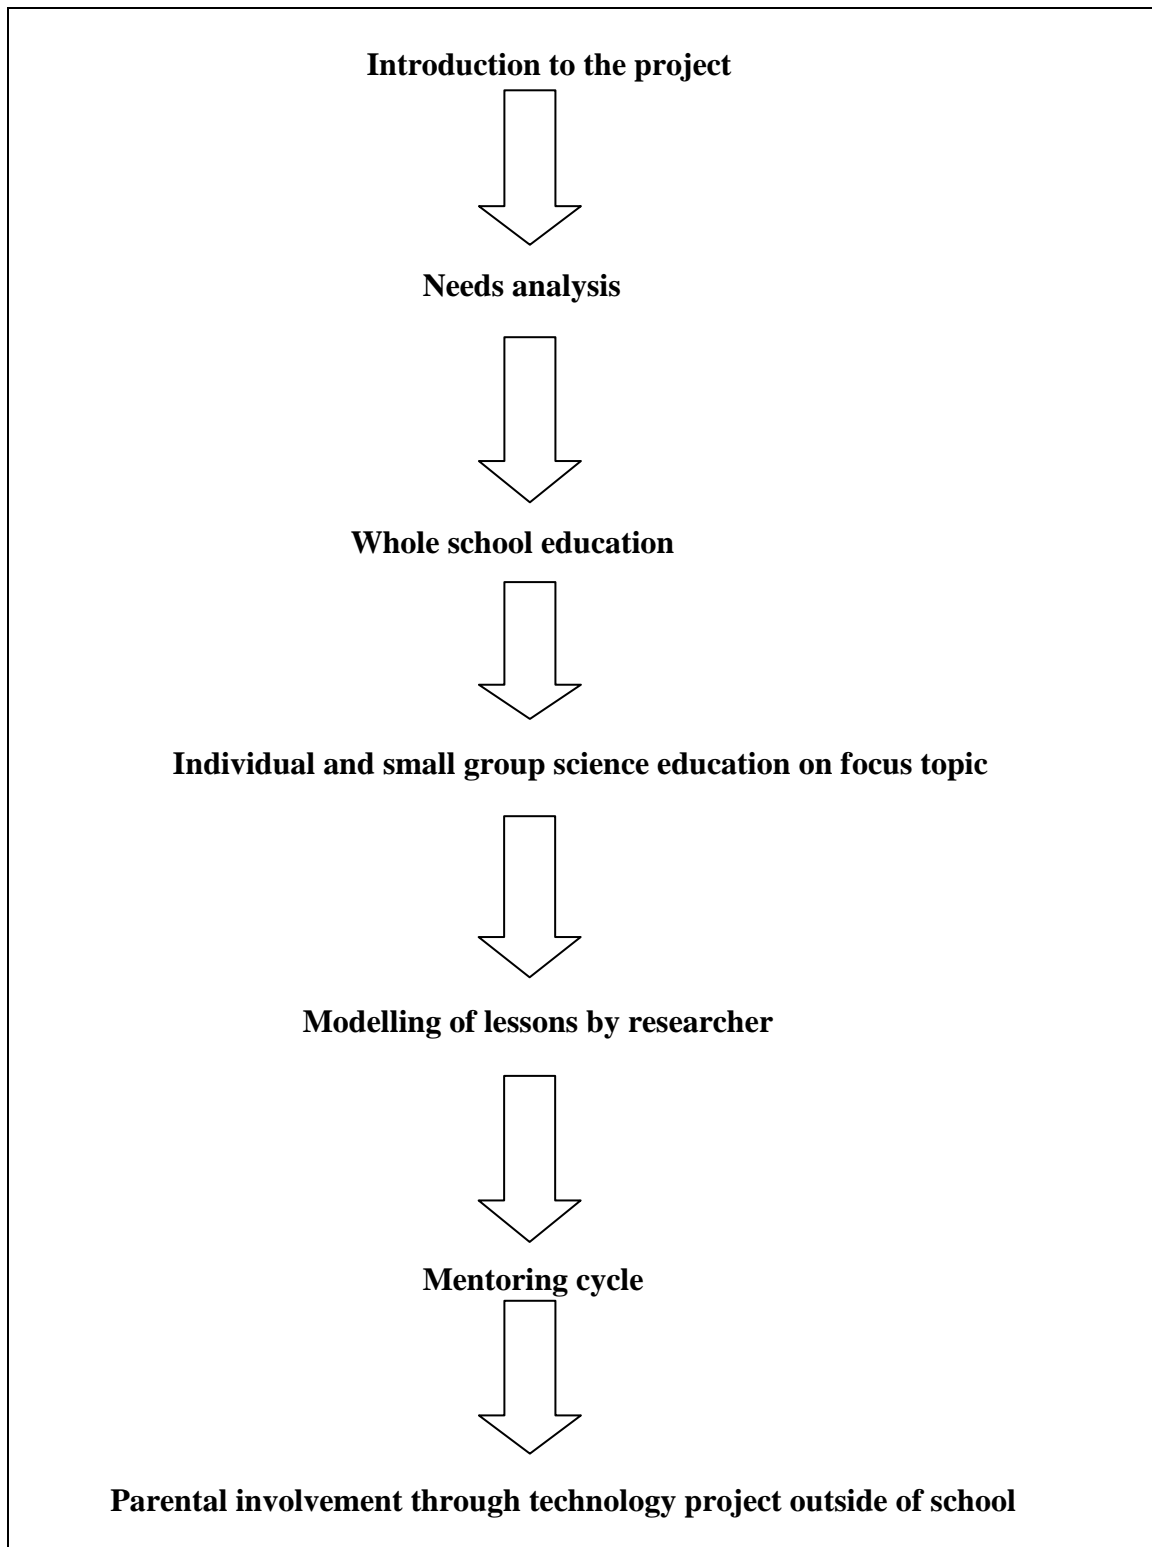 Introduction to the project
Needs analysis
Whole school education
Individual and small group science education on focus topic
Modelling of lessons by researcher
Mentoring cycle
Parental involvement through technology project outside of school